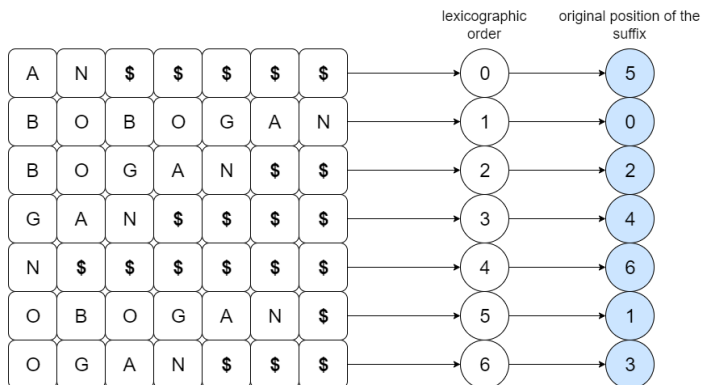 lexicographic order
original position of the suffix
A N $ $ $ $ $ 0 5
B O B O G A N 1 0
B O G A N $ $ 2 2
G A N $ $ $ $ 3 4
N $ $ $ $ $ $ 4 6
O B O G A N $ 5 1
O G A N $ $ $ 6 3